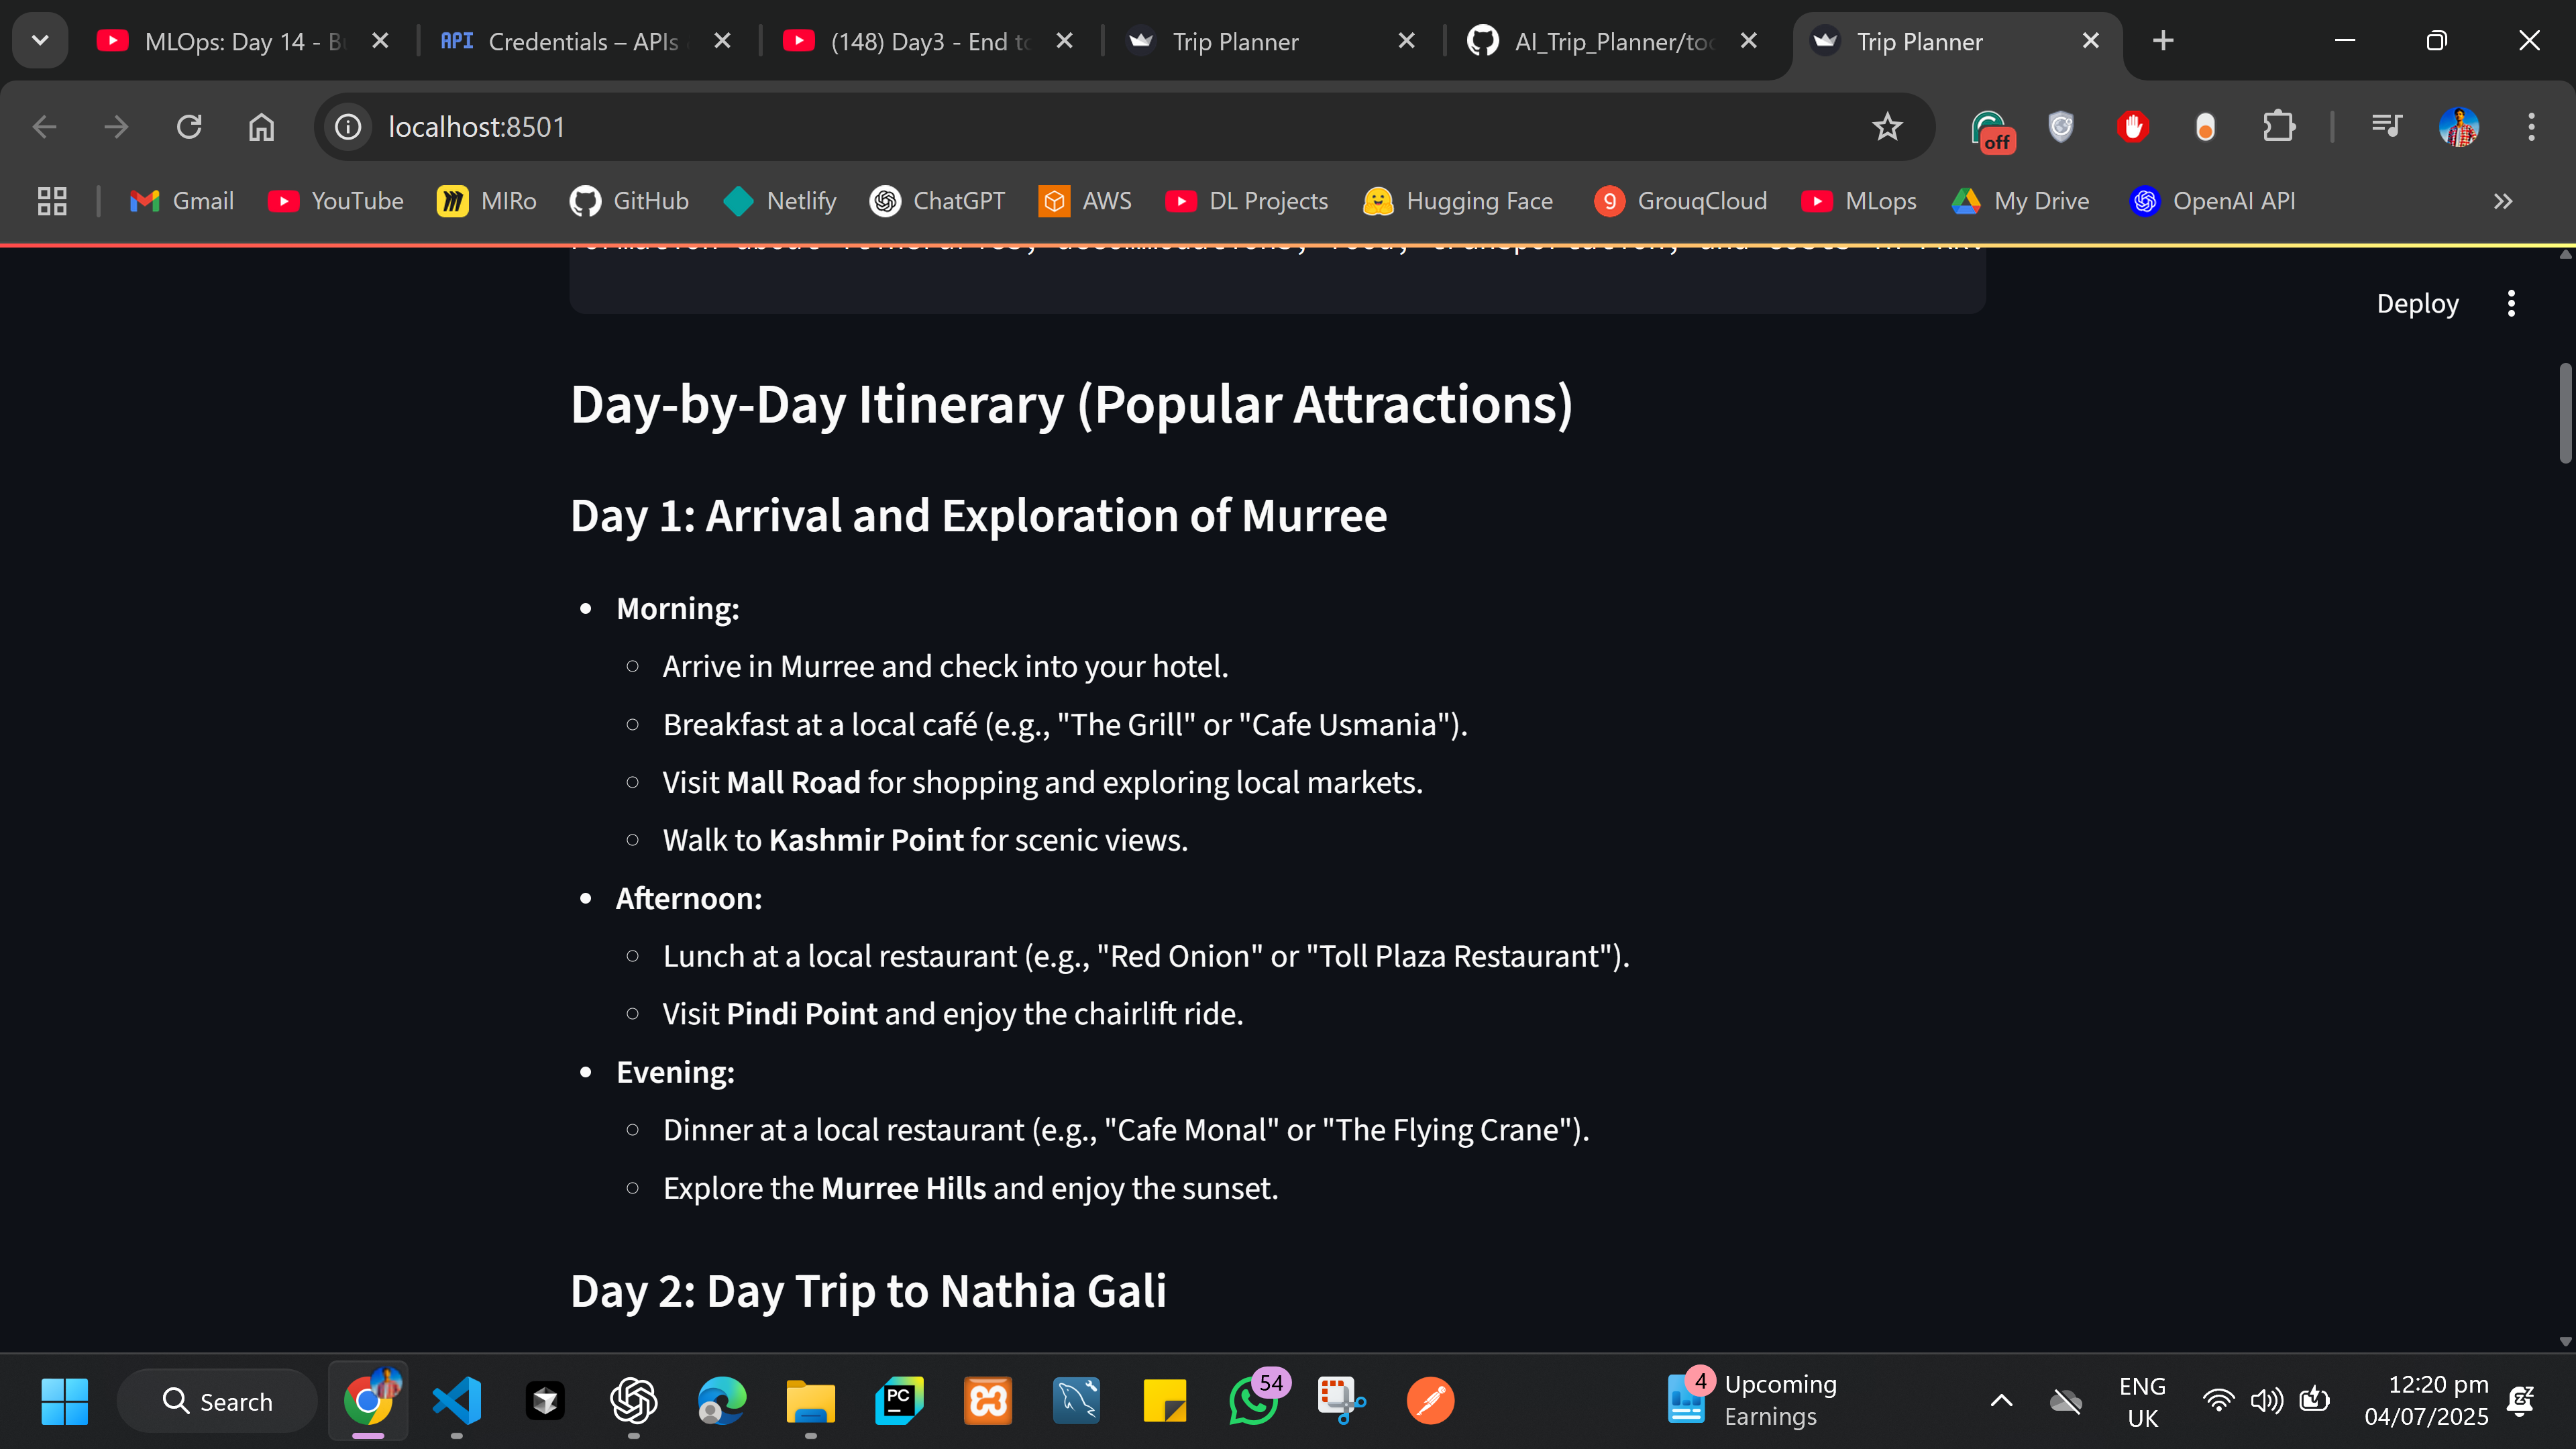 MLOps: Day 14 - B
API Credentials – APIs
(148) Day3 - End to
Trip Planner
AI_Trip_Planner/too
Trip Planner
localhost:8501
off
Gmail
YouTube
MIRo
GitHub
Netlify
ChatGPT
AWS
DL Projects
Hugging Face
9 GrouqCloud
MLops
My Drive
OpenAI API
Deploy
Day-by-Day Itinerary (Popular Attractions)
Day 1: Arrival and Exploration of Murree
Morning:
Arrive in Murree and check into your hotel.
Breakfast at a local café (e.g., "The Grill" or "Cafe Usmania").
Visit Mall Road for shopping and exploring local markets.
Walk to Kashmir Point for scenic views.
Afternoon:
Lunch at a local restaurant (e.g., "Red Onion" or "Toll Plaza Restaurant").
Visit Pindi Point and enjoy the chairlift ride.
Evening:
Dinner at a local restaurant (e.g., "Cafe Monal" or "The Flying Crane").
Explore the Murree Hills and enjoy the sunset.
Day 2: Day Trip to Nathia Gali
Search
PC
54
4
Upcoming
Earnings
ENG
UK
12:20 pm
04/07/2025